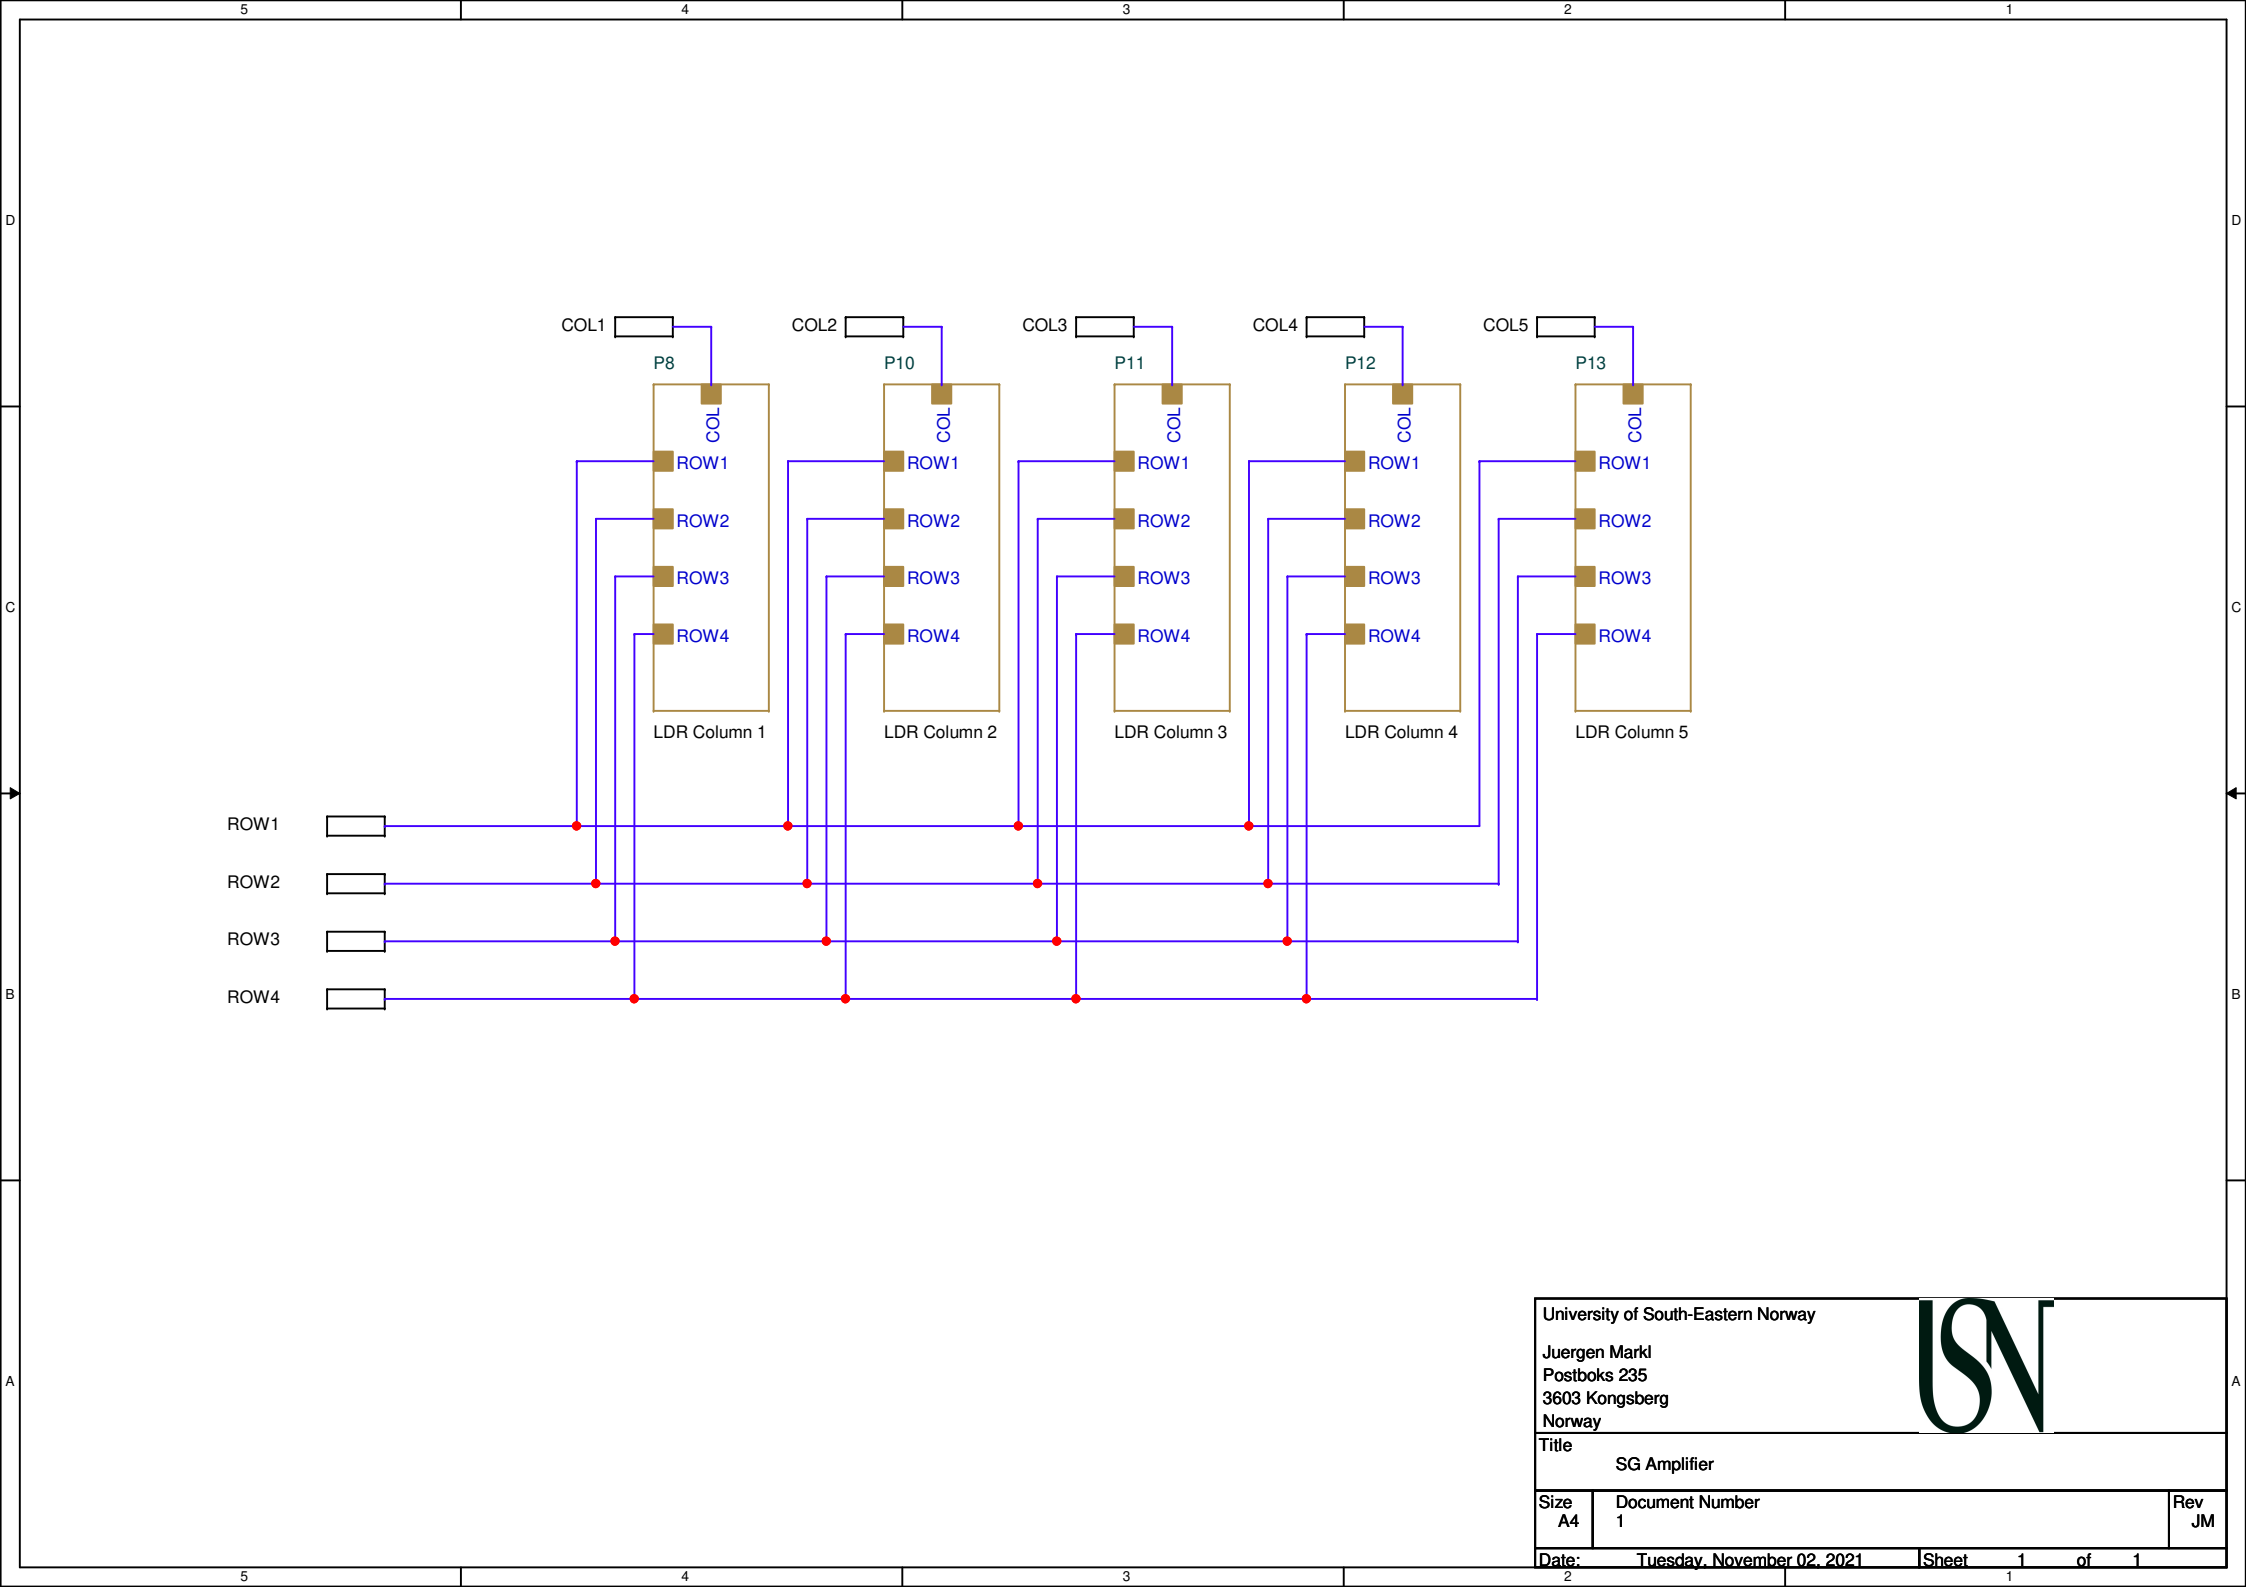 5 4 3 2 1
D D
COL1 COL2 COL3 COL4 COL5
P8 P10 P11 P12 P13
COL COL COL COL COL
ROW1 ROW1 ROW1 ROW1 ROW1
ROW2 ROW2 ROW2 ROW2 ROW2
ROW3 ROW3 ROW3 ROW3 ROW3
C C
ROW4 ROW4 ROW4 ROW4 ROW4
LDR Column 1 LDR Column 2 LDR Column 3 LDR Column 4 LDR Column 5
ROW1
ROW2
ROW3
ROW4
B B
University of South-Eastern Norway
USN
Juergen Markl
Postboks 235
A A
3603 Kongsberg
Norway
Title
SG Amplifier
Size Document Number Rev
A4 1 JM
Date: Tuesday, November 02, 2021 Sheet 1 of 1
5 4 3 2 1